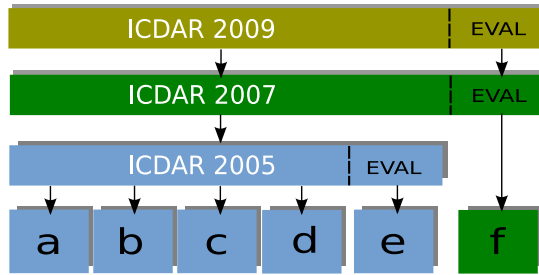 ICDAR 2009 EVAL
ICDAR 2007 EVAL
ICDAR 2005 EVAL
a b c d e f